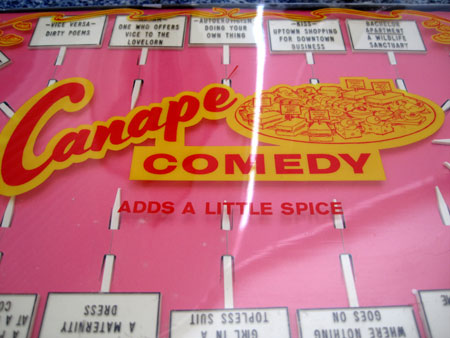 -VICE VERSA-
DIRTY POEMS
ONE WHO OFFERS
VICE TO THE
LOVELORN
DOING YOUR
OWN THING
UPTOWN SHOPPING
FOR DOWNTOWN
BUSINESS
BACHELOR
APARTMENT
A WILDLIFE
SANCTUARY
Canape
COMEDY
ADDS A LITTLE SPICE
A MATERNITY
DRESS
GIRL IN A
TOPLESS SUIT
WHERE NOTHING
GOES ON